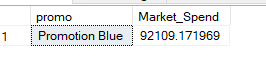 promo Market_Spend
1 Promotion Blue 92109.171969